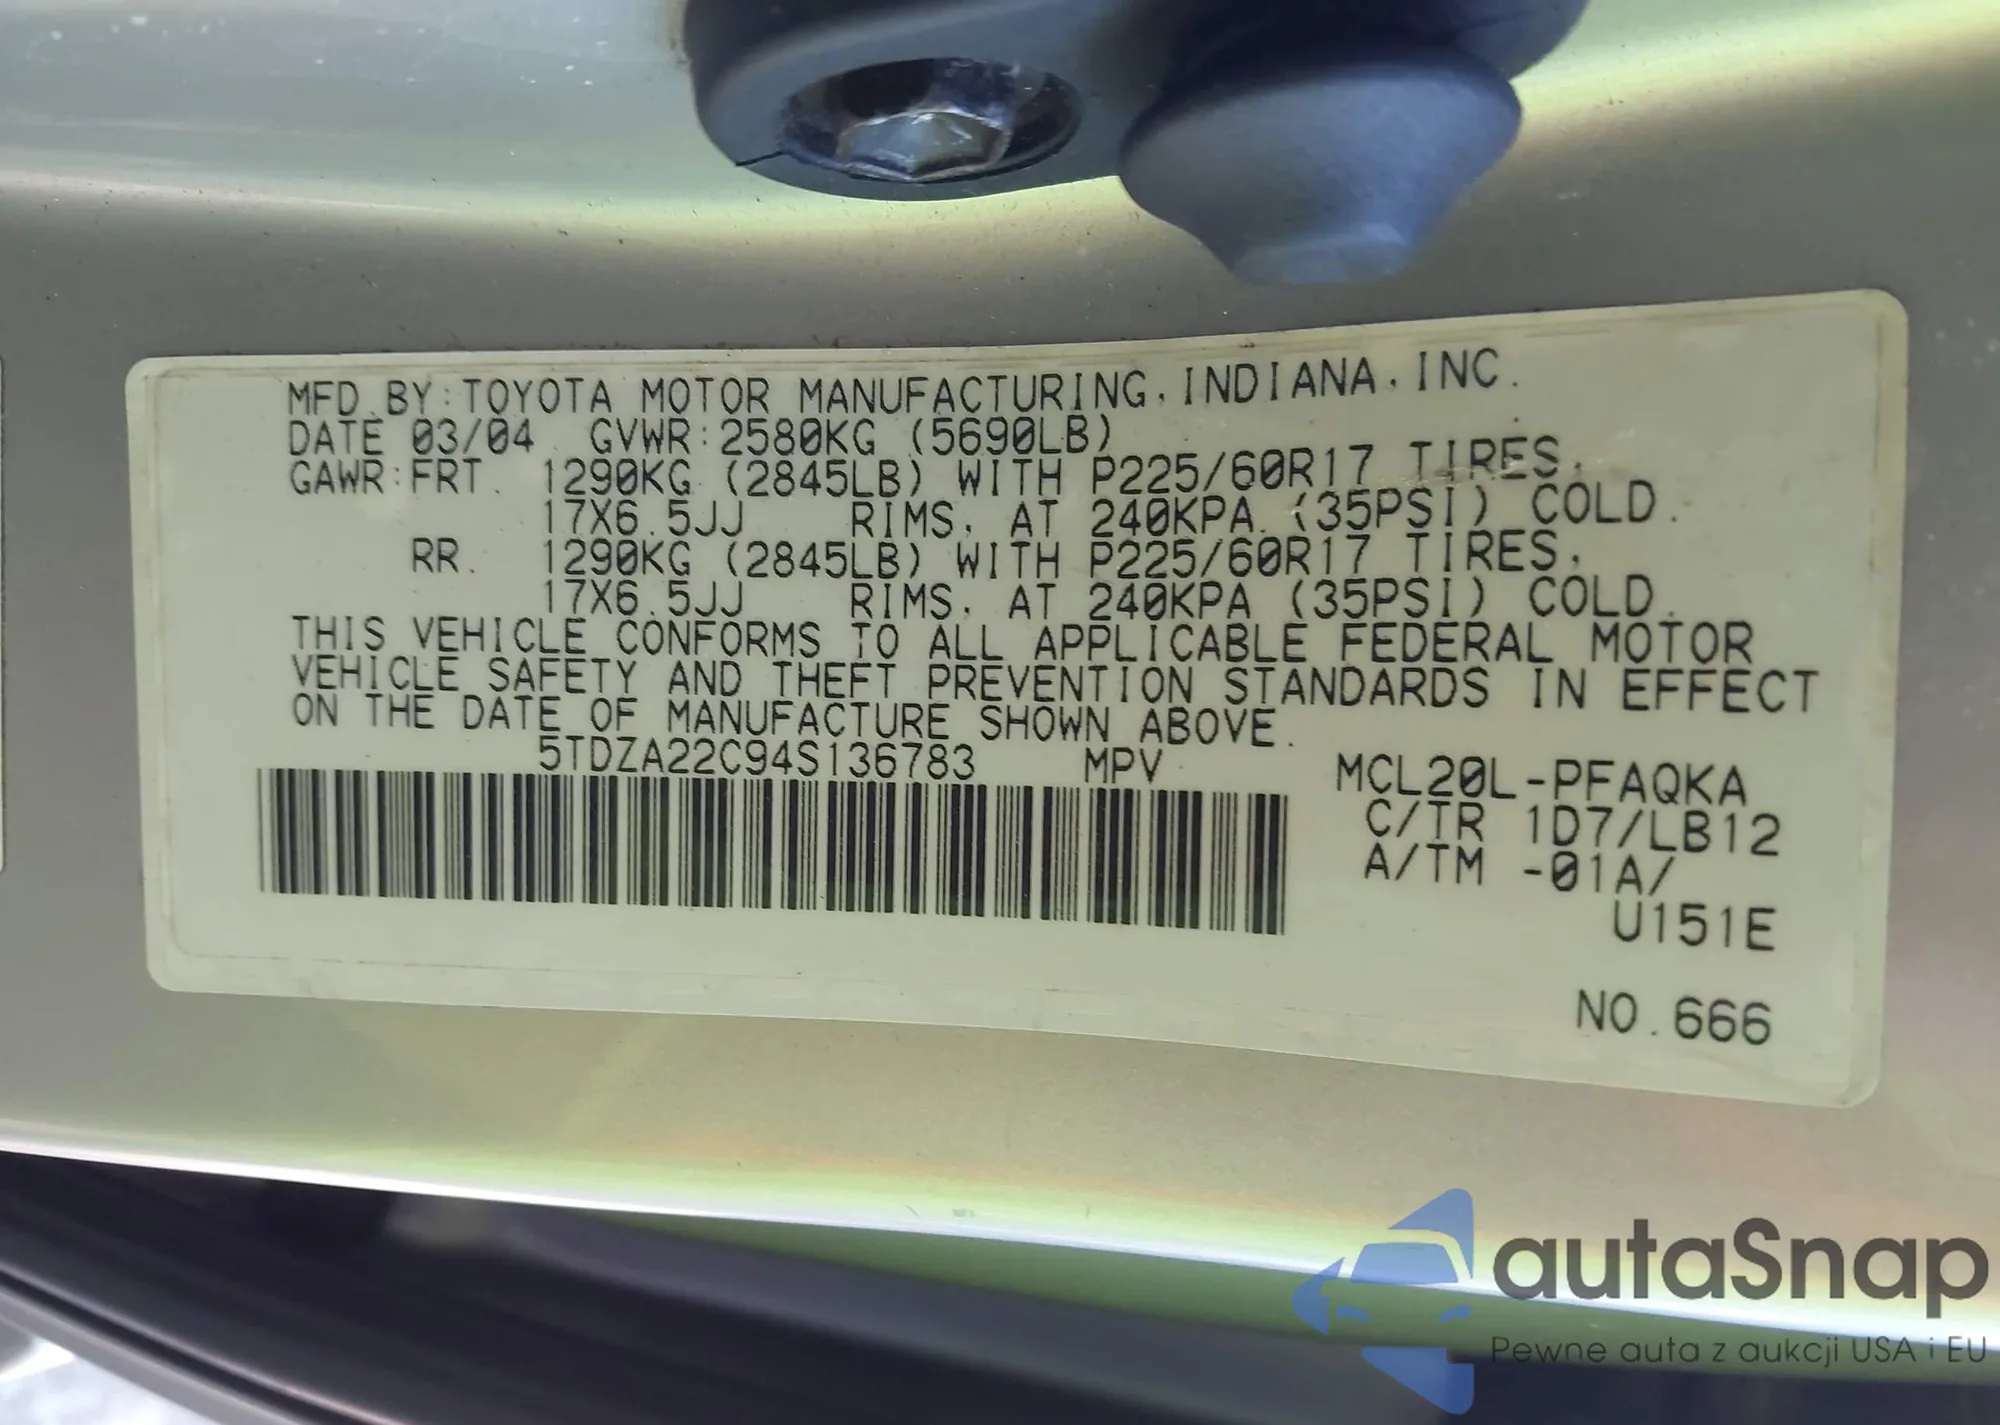 MFD.BY:TOYOTA MOTOR MANUFACTURING,INDIANA,INC.
DATE 03/04 GVWR:2580KG (5690LB)
GAWR:FRT. 1290KG (2845LB) WITH P225/60R17 TIRES,
17X6.5JJ RIMS, AT 240KPA (35PSI) COLD.
RR. 1290KG (2845LB) WITH P225/60R17 TIRES,
17X6.5JJ RIMS, AT 240KPA (35PSI) COLD.
THIS VEHICLE CONFORMS TO ALL APPLICABLE FEDERAL MOTOR
VEHICLE SAFETY AND THEFT PREVENTION STANDARDS IN EFFECT
ON THE DATE OF MANUFACTURE SHOWN ABOVE.
5TDZA22C94S136783 MPV
MCL20L-PFAQKA
C/TR 1D7/LB12
A/TM -01A/
U151E
NO.666
autaSnap
Pewne auta z aukcji USA i EU